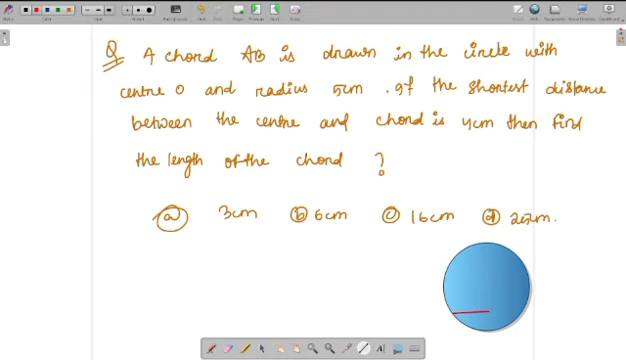 Q A chord AB is drawn in the circle with
centre O and radius 5cm . If the shortest distance
between the centre and chord is 4cm then find
the length of the chord ?
(a) 3cm (b) 6cm (c) 16cm (d) 25cm.